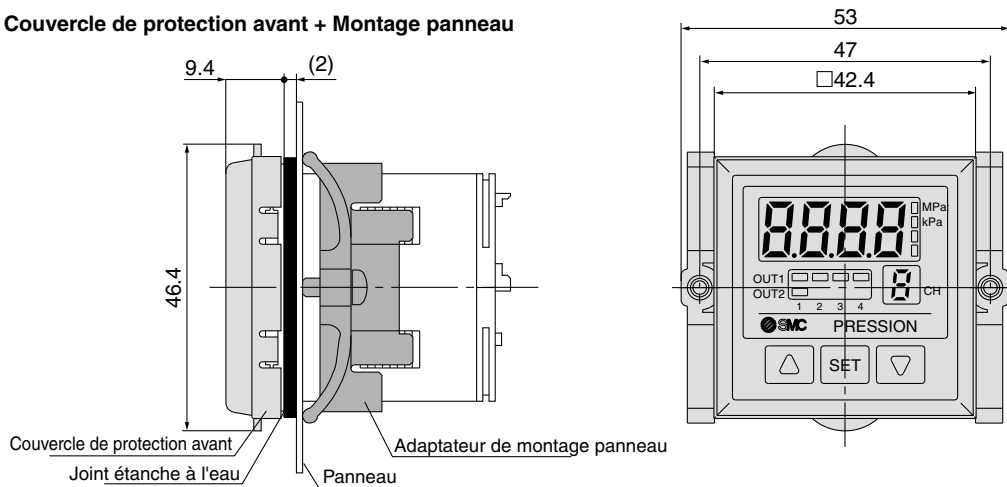 Couvercle de protection avant + Montage panneau
9.4
(2)
46.4
Couvercle de protection avant
Joint étanche à l'eau
Panneau
Adaptateur de montage panneau
53
47
□42.4
8.8.8.8
MPa
kPa
OUT1
OUT2
1 2 3 4
8
CH
SMC PRESSION
SET